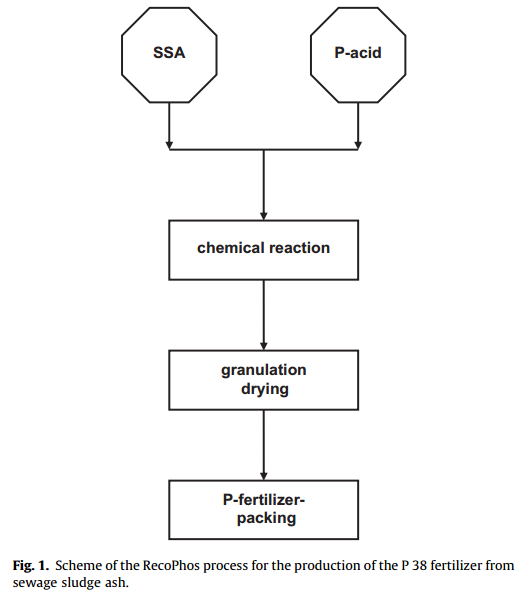 SSA
P-acid
chemical reaction
granulation
drying
P-fertilizer-
packing
Fig. 1. Scheme of the RecoPhos process for the production of the P 38 fertilizer from
sewage sludge ash.